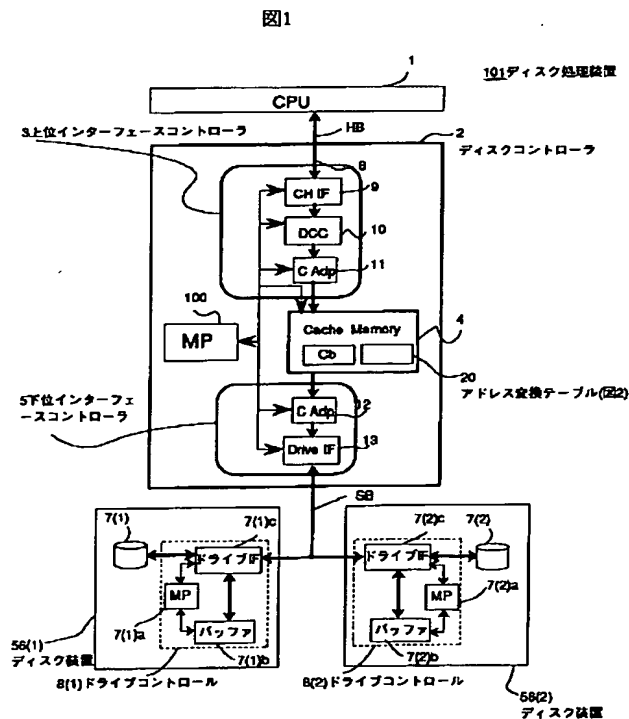 図1
1
101ディスク処理装置
CPU
3上位インターフェースコントローラ
HB
2
ディスクコントローラ
8
CH IF
9
DCC
10
C Adp
11
100
MP
Cache Memory
4
Cb
20
アドレス変換テーブル(図2)
5下位インターフェ
ースコントローラ
C Adp
12
Drive IF
13
SB
7(1)
7(1)c
ドライブIF
MP
7(1)a
バッファ
7(1)b
56(1)
ディスク装置
8(1)ドライブコントロール
7(2)c
7(2)
ドライブIF
MP
7(2)a
バッファ
7(2)b
8(2)ドライブコントロール
56(2)
ディスク装置